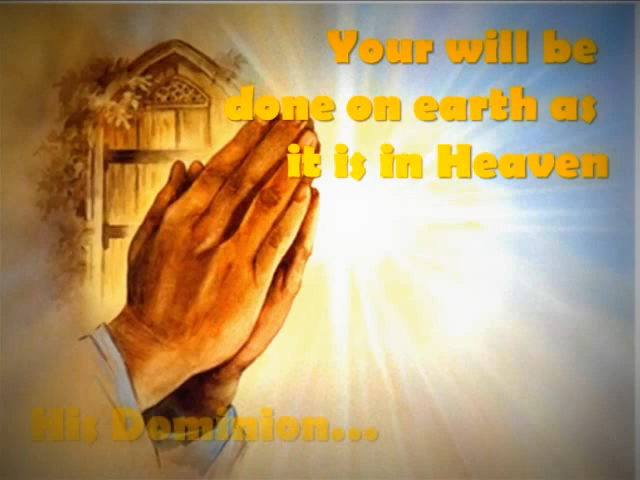 Your will be
done on earth as
it is in Heaven
His Dominion...